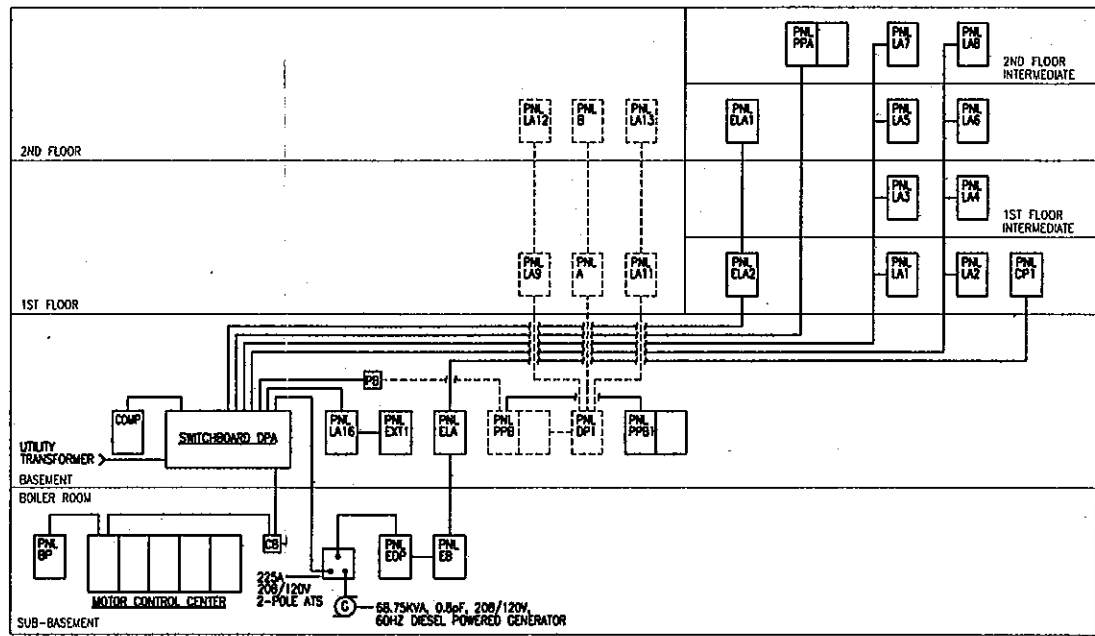 PNL
PPA
PNL
LA7
PNL
LA8
2ND FLOOR
INTERMEDIATE
PNL
LA12
PNL
B
PNL
LA13
PNL
ELA1
PNL
LA5
PNL
LA6
2ND FLOOR
PNL
LA3
PNL
LA4
1ST FLOOR
INTERMEDIATE
PNL
LA9
PNL
A
PNL
LA11
PNL
ELA2
PNL
LA1
PNL
LA2
PNL
CP1
1ST FLOOR
PB
COMP
SWITCHBOARD DPA
PNL
LA16
PNL
EXT1
PNL
ELA
PNL
PPB
PNL
DP1
PNL
PPB1
UTILITY
TRANSFORMER
BASEMENT
BOILER ROOM
PNL
BP
CB
PNL
EDP
PNL
EB
225A
208/120V
2-POLE ATS
MOTOR CONTROL CENTER
G
68.75KVA, 0.8pF, 208/120V,
60HZ DIESEL POWERED GENERATOR
SUB-BASEMENT